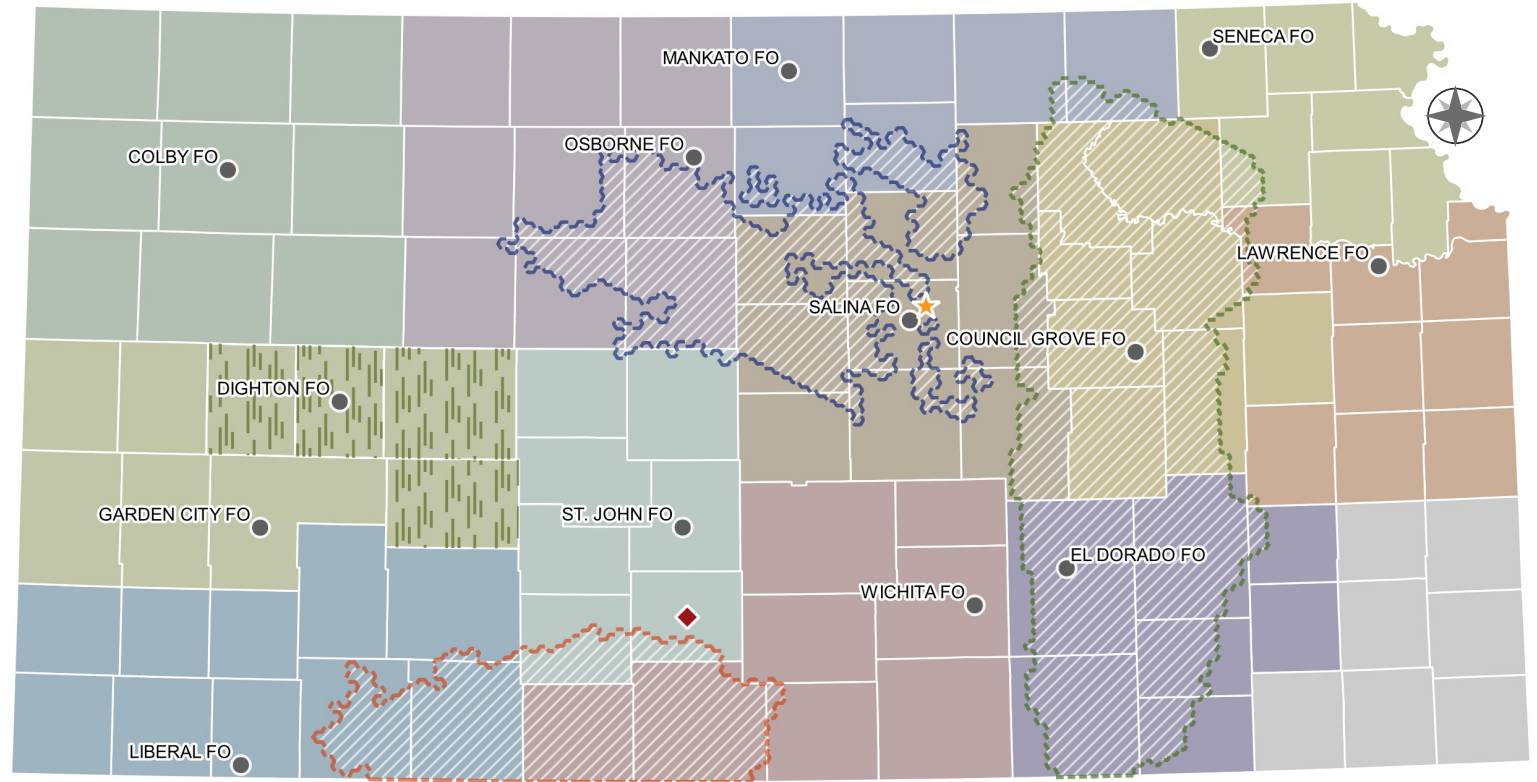 SENECA FO
MANKATO FO
OSBORNE FO
COLBY FO
LAWRENCE FO
SALINA FO
COUNCIL GROVE FO
DIGHTON FO
GARDEN CITY FO
ST. JOHN FO
EL DORADO FO
WICHITA FO
LIBERAL FO